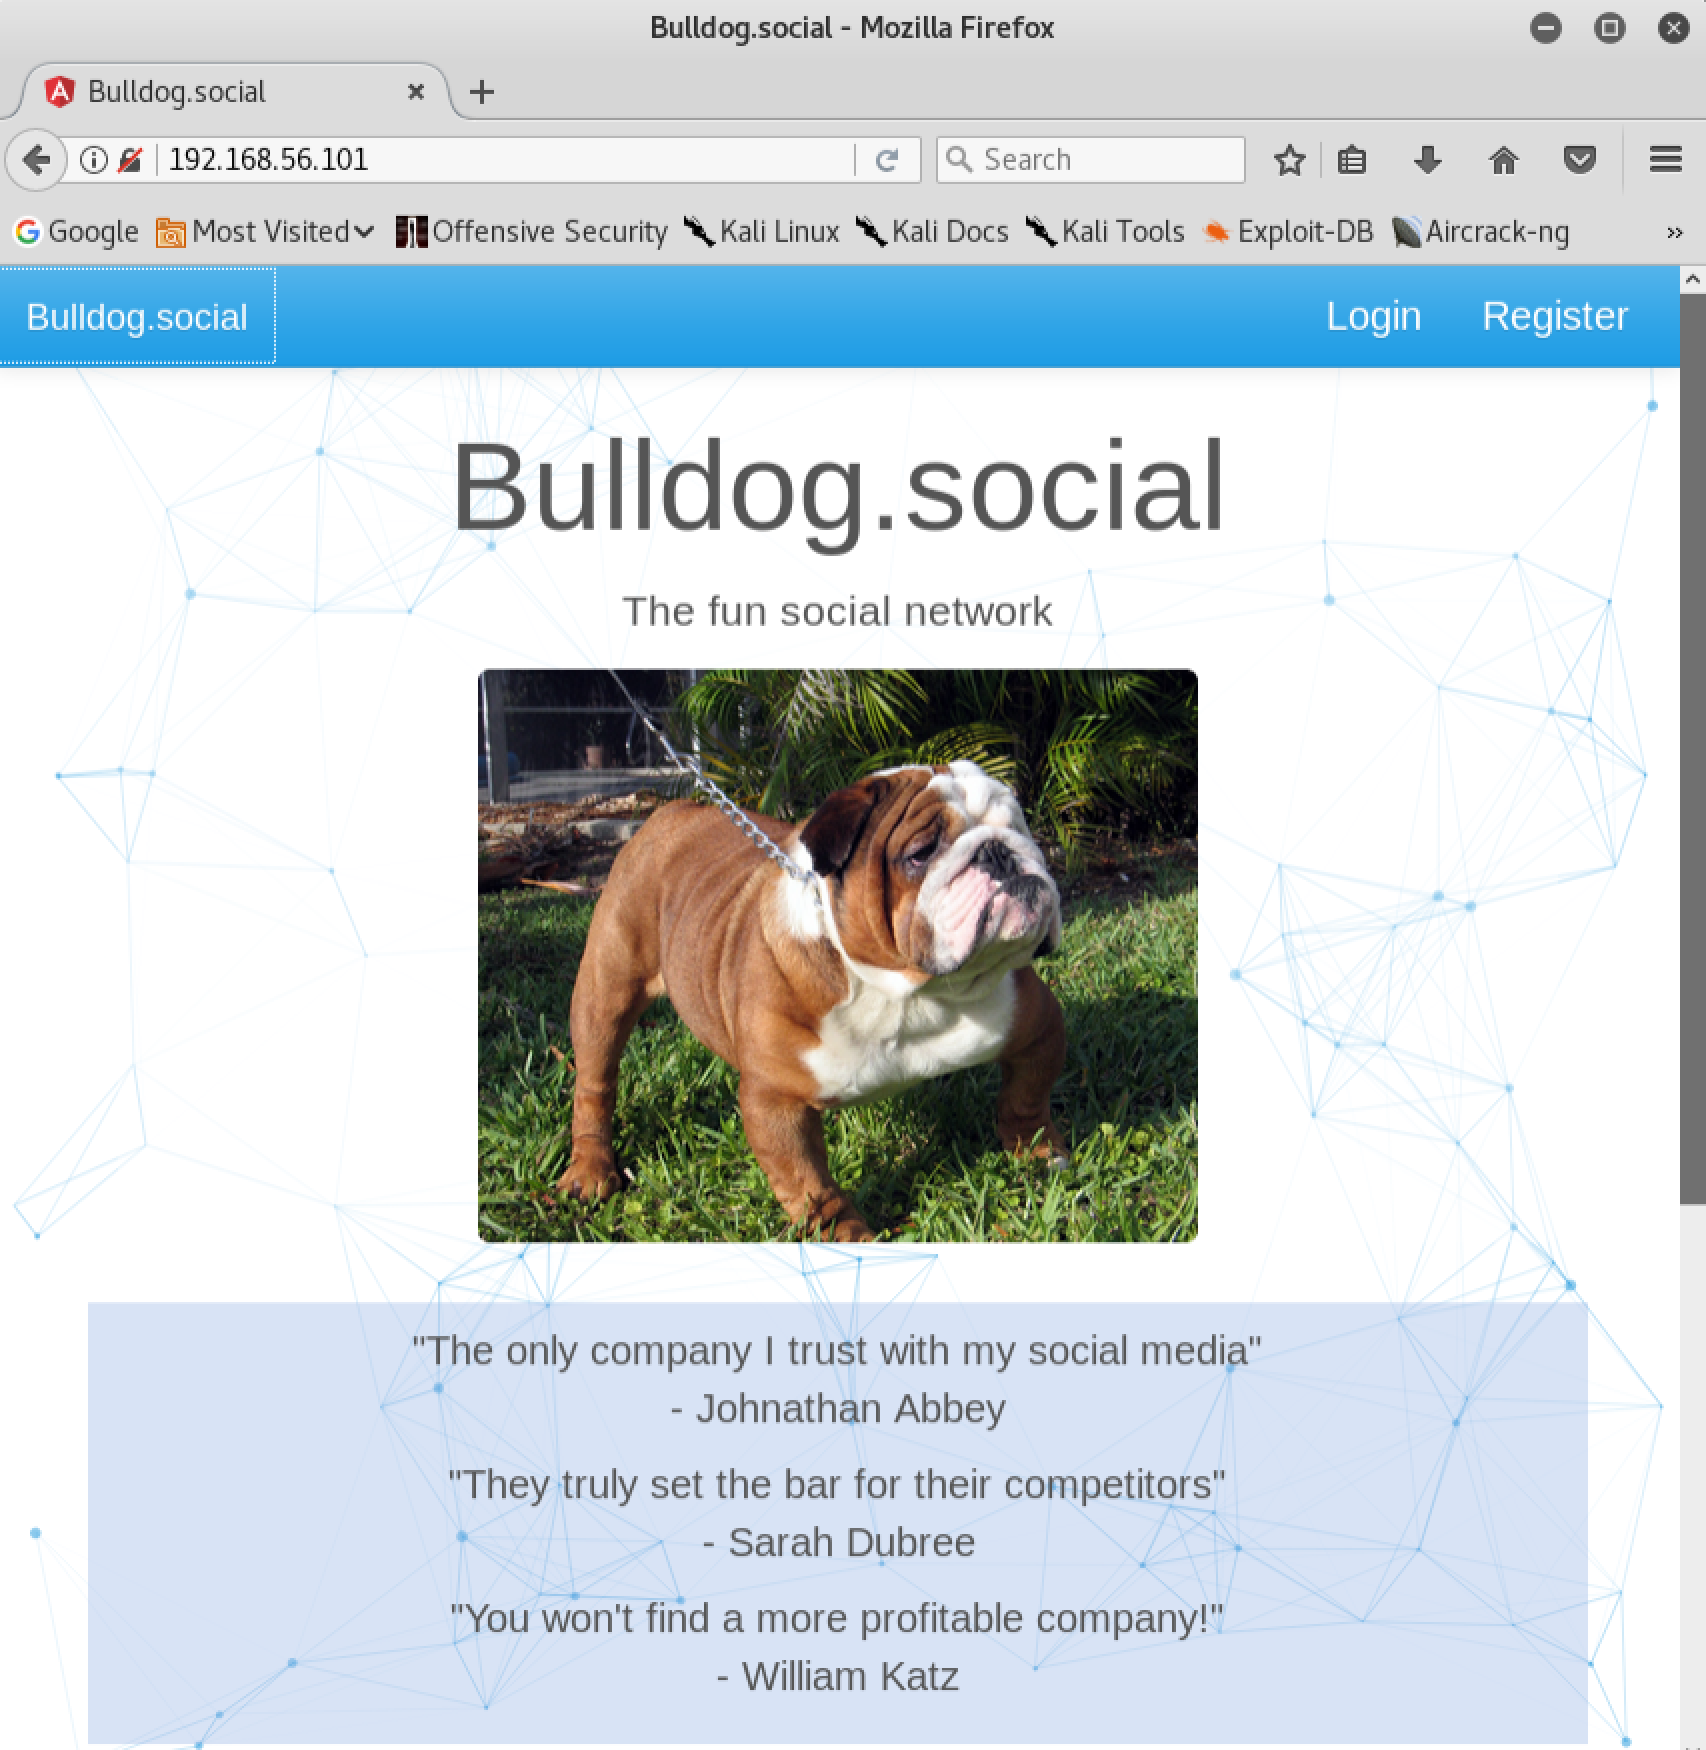 Bulldog.social - Mozilla Firefox
Bulldog.social
192.168.56.101
Search
Google Most Visited Offensive Security Kali Linux Kali Docs Kali Tools Exploit-DB Aircrack-ng
Bulldog.social Login Register
Bulldog.social
The fun social network
"The only company I trust with my social media"
- Johnathan Abbey
"They truly set the bar for their competitors"
- Sarah Dubree
"You won't find a more profitable company!"
- William Katz